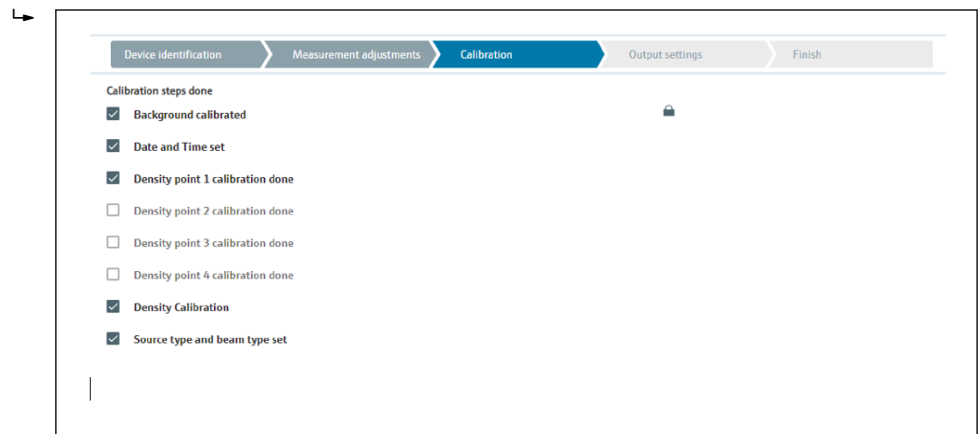 Device identification
Measurement adjustments
Calibration
Output settings
Finish
Calibration steps done
Background calibrated
Date and Time set
Density point 1 calibration done
Density point 2 calibration done
Density point 3 calibration done
Density point 4 calibration done
Density Calibration
Source type and beam type set